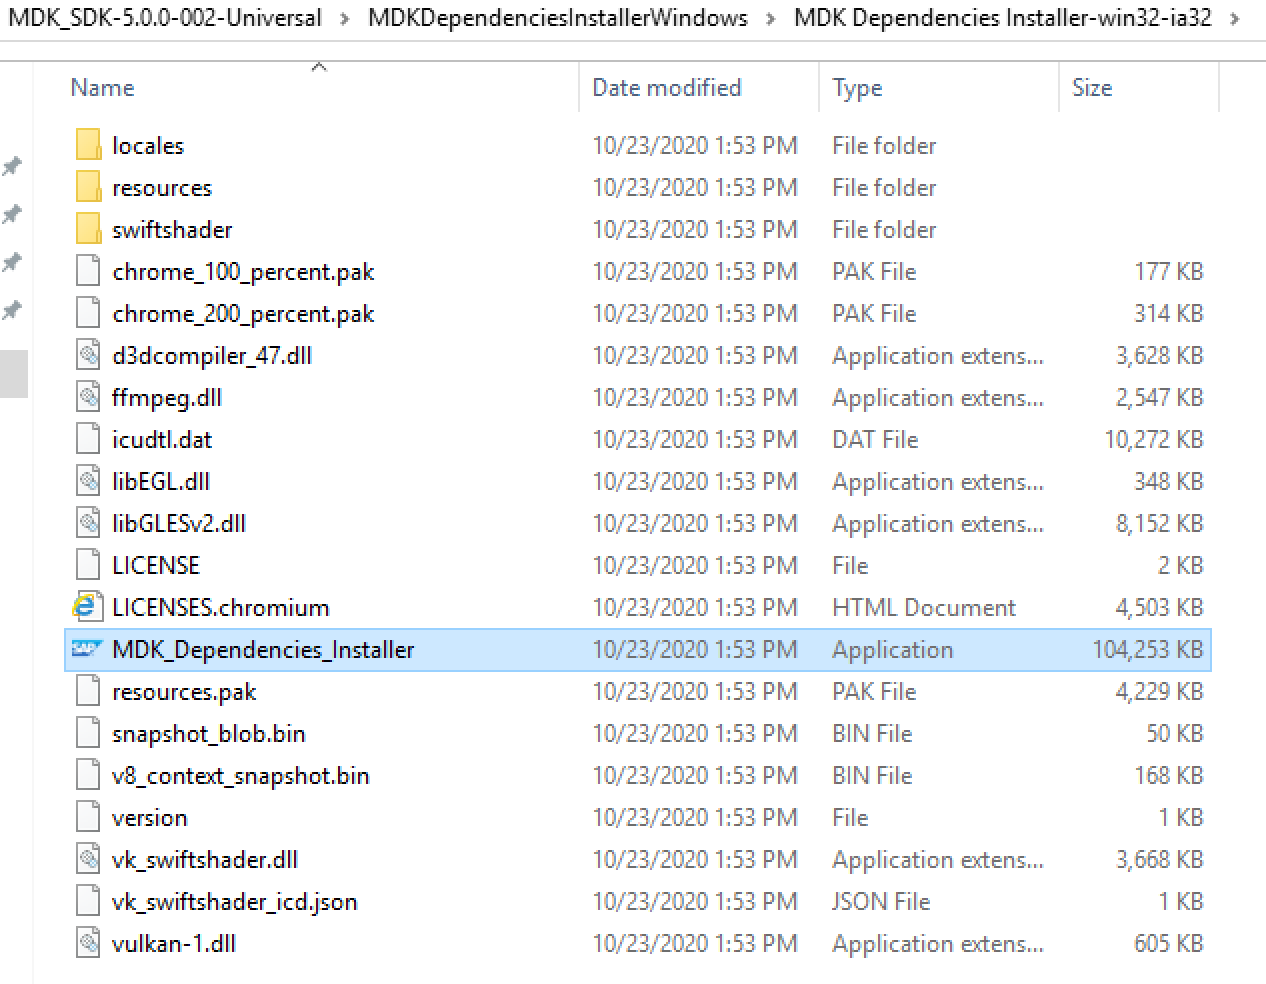 MDK_SDK-5.0.0-002-Universal > MDKDependenciesInstallerWindows > MDK Dependencies Installer-win32-ia32 >
Name Date modified Type Size
locales 10/23/2020 1:53 PM File folder
resources 10/23/2020 1:53 PM File folder
swiftshader 10/23/2020 1:53 PM File folder
chrome_100_percent.pak 10/23/2020 1:53 PM PAK File 177 KB
chrome_200_percent.pak 10/23/2020 1:53 PM PAK File 314 KB
d3dcompiler_47.dll 10/23/2020 1:53 PM Application extens... 3,628 KB
ffmpeg.dll 10/23/2020 1:53 PM Application extens... 2,547 KB
icudtl.dat 10/23/2020 1:53 PM DAT File 10,272 KB
libEGL.dll 10/23/2020 1:53 PM Application extens... 348 KB
libGLESv2.dll 10/23/2020 1:53 PM Application extens... 8,152 KB
LICENSE 10/23/2020 1:53 PM File 2 KB
LICENSES.chromium 10/23/2020 1:53 PM HTML Document 4,503 KB
SAP MDK_Dependencies_Installer 10/23/2020 1:53 PM Application 104,253 KB
resources.pak 10/23/2020 1:53 PM PAK File 4,229 KB
snapshot_blob.bin 10/23/2020 1:53 PM BIN File 50 KB
v8_context_snapshot.bin 10/23/2020 1:53 PM BIN File 168 KB
version 10/23/2020 1:53 PM File 1 KB
vk_swiftshader.dll 10/23/2020 1:53 PM Application extens... 3,668 KB
vk_swiftshader_icd.json 10/23/2020 1:53 PM JSON File 1 KB
vulkan-1.dll 10/23/2020 1:53 PM Application extens... 605 KB